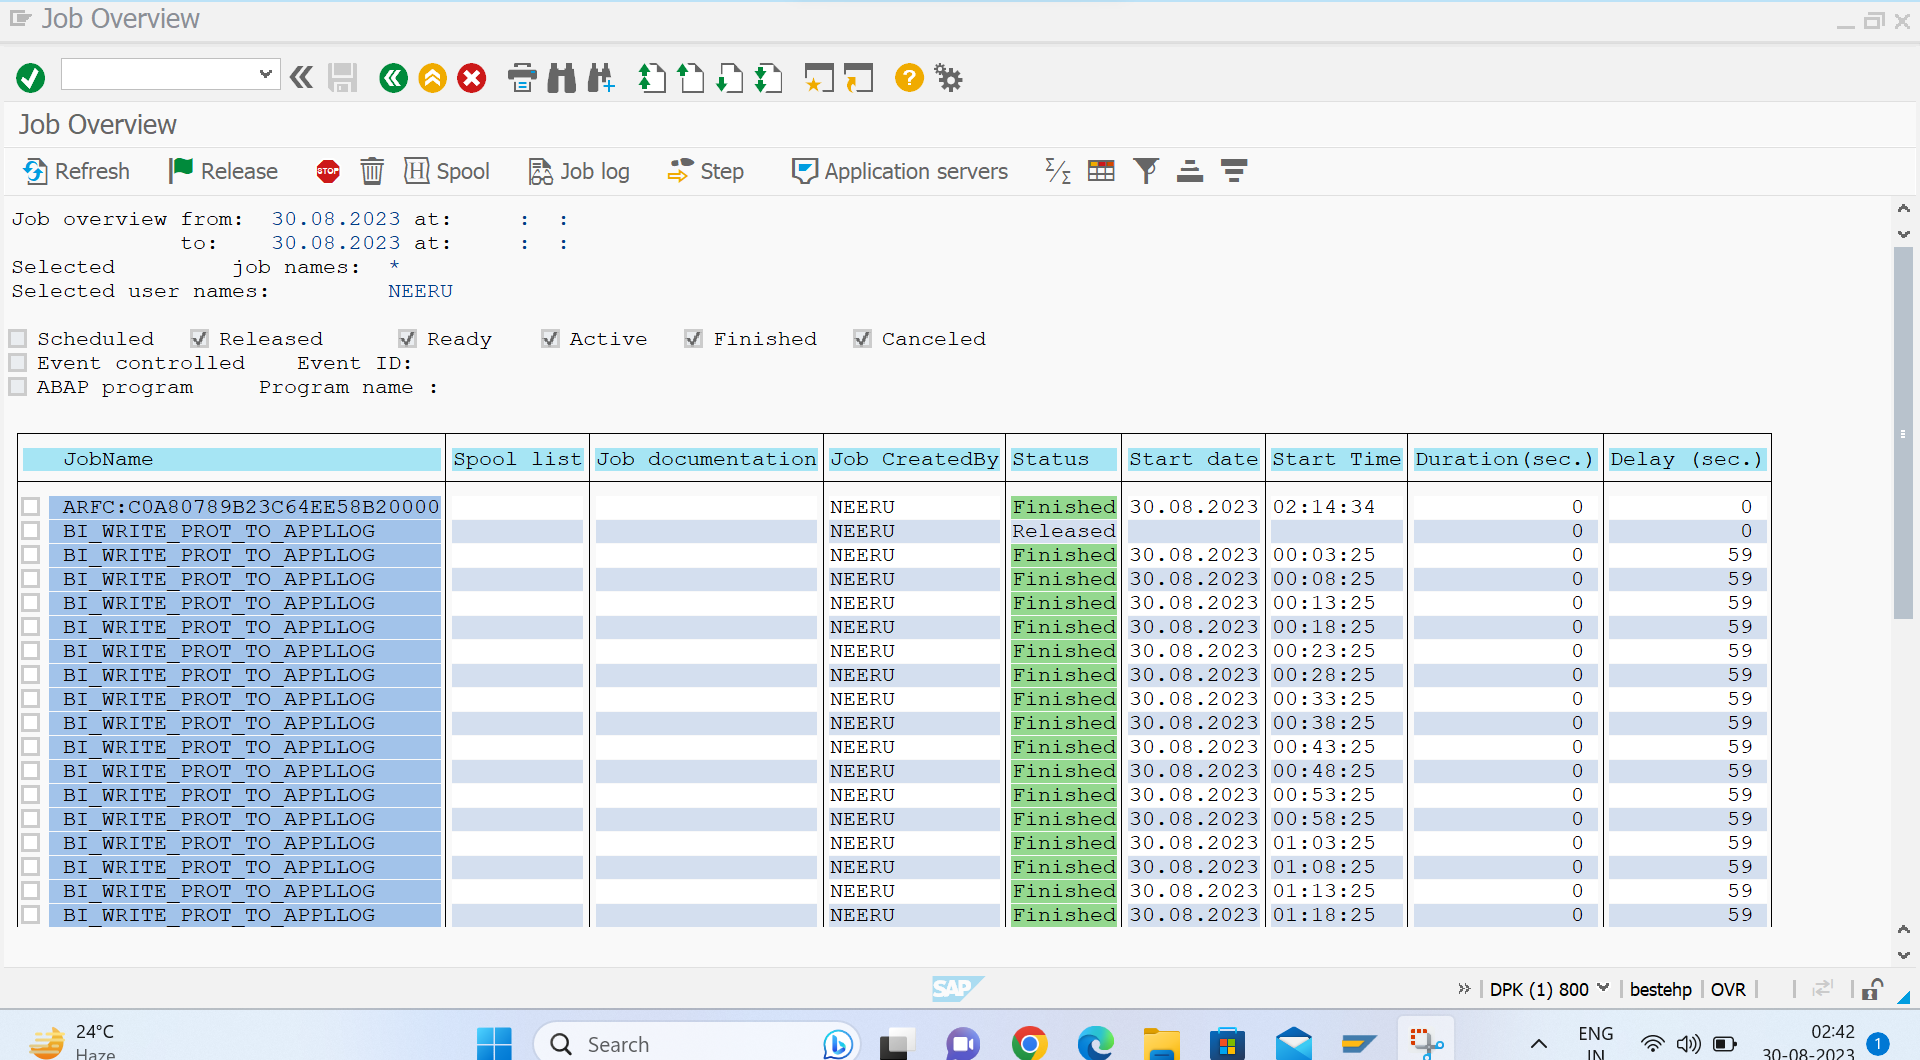 Job Overview
Job Overview
Refresh Release STOP Spool Job log Step Application servers
Job overview from: 30.08.2023 at: : :
to: 30.08.2023 at: : :
Selected job names: *
Selected user names: NEERU
Scheduled Released Ready Active Finished Canceled
Event controlled Event ID:
ABAP program Program name :
JobName Spool list Job documentation Job CreatedBy Status Start date Start Time Duration(sec.) Delay (sec.)
ARFC:C0A80789B23C64EE58B20000 NEERU Finished 30.08.2023 02:14:34 0 0
BI_WRITE_PROT_TO_APPLLOG NEERU Released 0 0
BI_WRITE_PROT_TO_APPLLOG NEERU Finished 30.08.2023 00:03:25 0 59
BI_WRITE_PROT_TO_APPLLOG NEERU Finished 30.08.2023 00:08:25 0 59
BI_WRITE_PROT_TO_APPLLOG NEERU Finished 30.08.2023 00:13:25 0 59
BI_WRITE_PROT_TO_APPLLOG NEERU Finished 30.08.2023 00:18:25 0 59
BI_WRITE_PROT_TO_APPLLOG NEERU Finished 30.08.2023 00:23:25 0 59
BI_WRITE_PROT_TO_APPLLOG NEERU Finished 30.08.2023 00:28:25 0 59
BI_WRITE_PROT_TO_APPLLOG NEERU Finished 30.08.2023 00:33:25 0 59
BI_WRITE_PROT_TO_APPLLOG NEERU Finished 30.08.2023 00:38:25 0 59
BI_WRITE_PROT_TO_APPLLOG NEERU Finished 30.08.2023 00:43:25 0 59
BI_WRITE_PROT_TO_APPLLOG NEERU Finished 30.08.2023 00:48:25 0 59
BI_WRITE_PROT_TO_APPLLOG NEERU Finished 30.08.2023 00:53:25 0 59
BI_WRITE_PROT_TO_APPLLOG NEERU Finished 30.08.2023 00:58:25 0 59
BI_WRITE_PROT_TO_APPLLOG NEERU Finished 30.08.2023 01:03:25 0 59
BI_WRITE_PROT_TO_APPLLOG NEERU Finished 30.08.2023 01:08:25 0 59
BI_WRITE_PROT_TO_APPLLOG NEERU Finished 30.08.2023 01:13:25 0 59
BI_WRITE_PROT_TO_APPLLOG NEERU Finished 30.08.2023 01:18:25 0 59
SAP DPK (1) 800 bestehp OVR
24°C Search ENG 02:42 1
Haze IN 30-08-2023